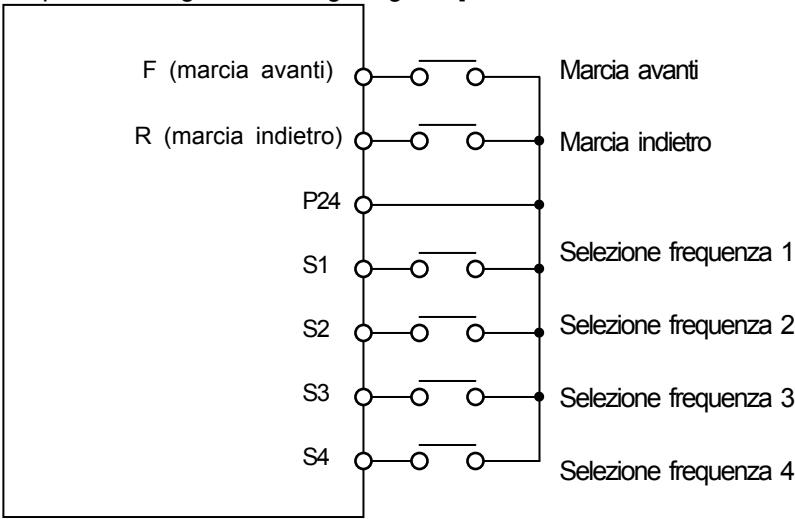 F (marcia avanti) Marcia avanti
R (marcia indietro) Marcia indietro
P24
S1 Selezione frequenza 1
S2 Selezione frequenza 2
S3 Selezione frequenza 3
S4 Selezione frequenza 4